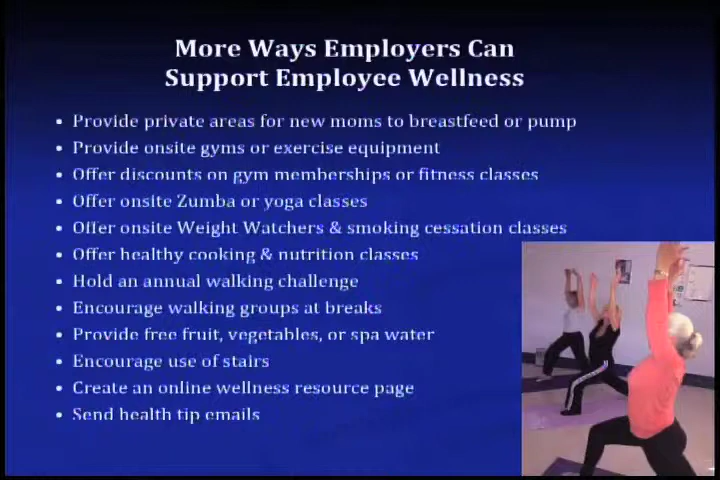 More Ways Employers Can
Support Employee Wellness
• Provide private areas for new moms to breastfeed or pump
• Provide onsite gyms or exercise equipment
• Offer discounts on gym memberships or fitness classes
• Offer onsite Zumba or yoga classes
• Offer onsite Weight Watchers & smoking cessation classes
• Offer healthy cooking & nutrition classes
• Hold an annual walking challenge
• Encourage walking groups at breaks
• Provide free fruit, vegetables, or spa water
• Encourage use of stairs
• Create an online wellness resource page
• Send health tip emails